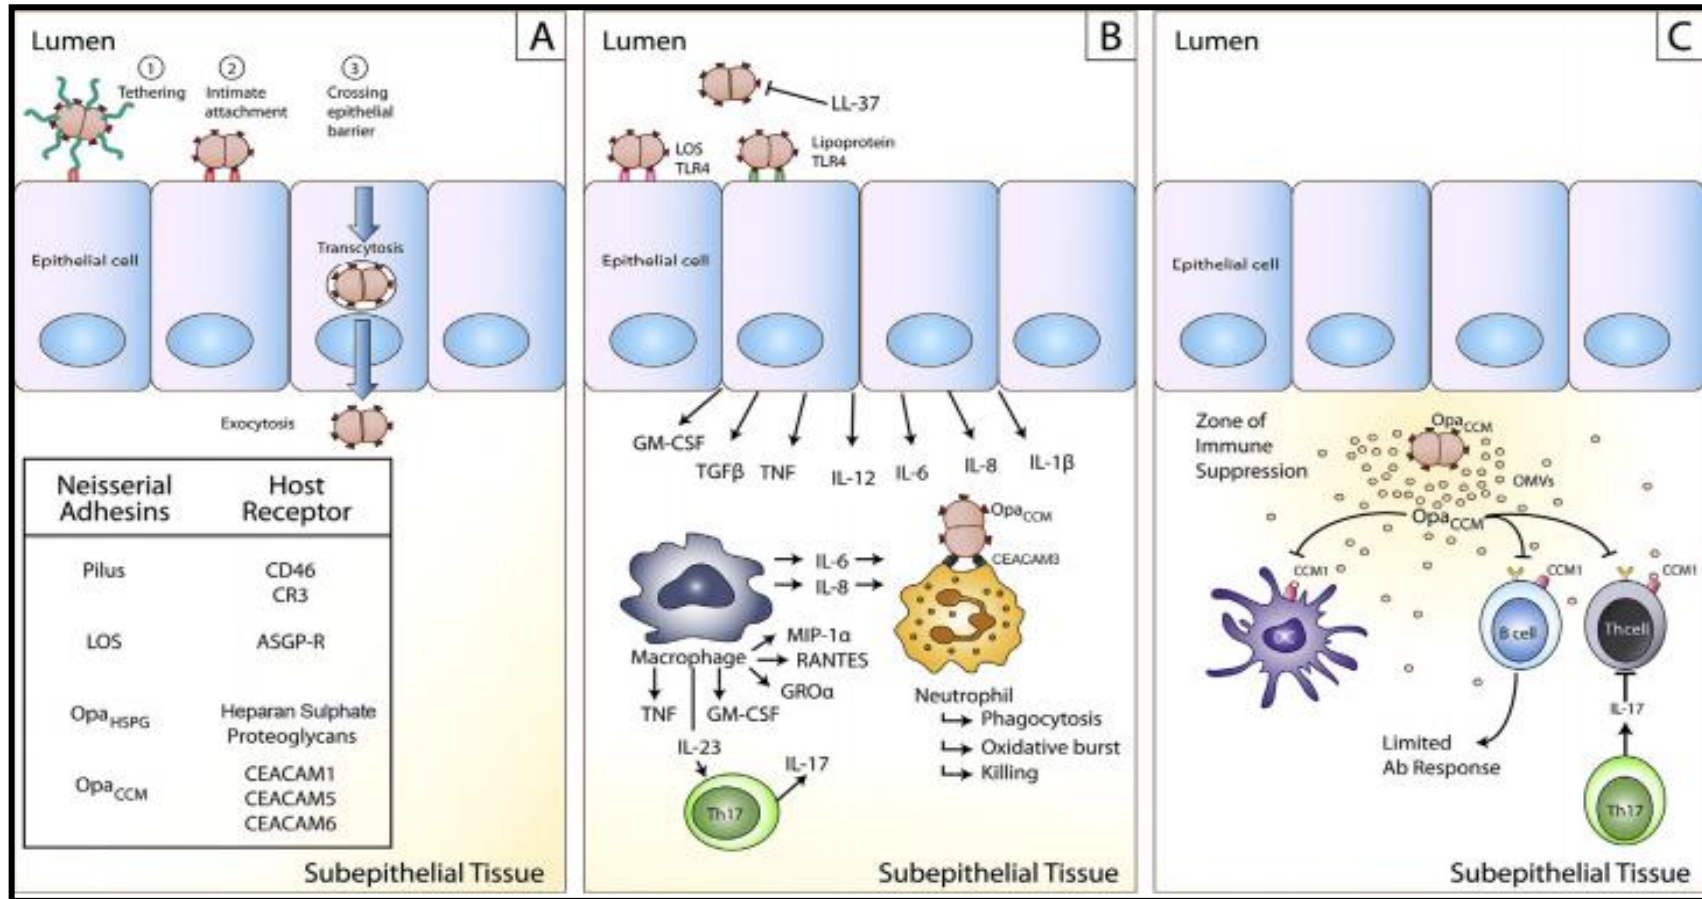 Lumen
A
1
2
3
Tethering
Intimate
attachment
Crossing
epithelial
barrier
Epithelial cell
Transcytosis
Exocytosis
Neisserial
Adhesins
Host
Receptor
Pilus
CD46
CR3
LOS
ASGP-R
OpaHSPG
Heparan Sulphate
Proteoglycans
OpaCCM
CEACAM1
CEACAM5
CEACAM6
Subepithelial Tissue
Lumen
B
LL-37
LOS
TLR4
Lipoprotein
TLR4
Epithelial cell
GM-CSF
TGFβ
TNF
IL-12
IL-6
IL-8
IL-1β
OpaCCM
CEACAM3
IL-6
IL-8
Macrophage
MIP-1α
RANTES
GROα
TNF
GM-CSF
IL-23
IL-17
Th17
Neutrophil
Phagocytosis
Oxidative burst
Killing
Subepithelial Tissue
Lumen
C
Epithelial cell
Zone of
Immune
Suppression
OpaCCM
OMVs
OpaCCM
CCM1
CCM1
CCM1
B cell
Th cell
IL-17
Limited
Ab Response
Th17
Subepithelial Tissue